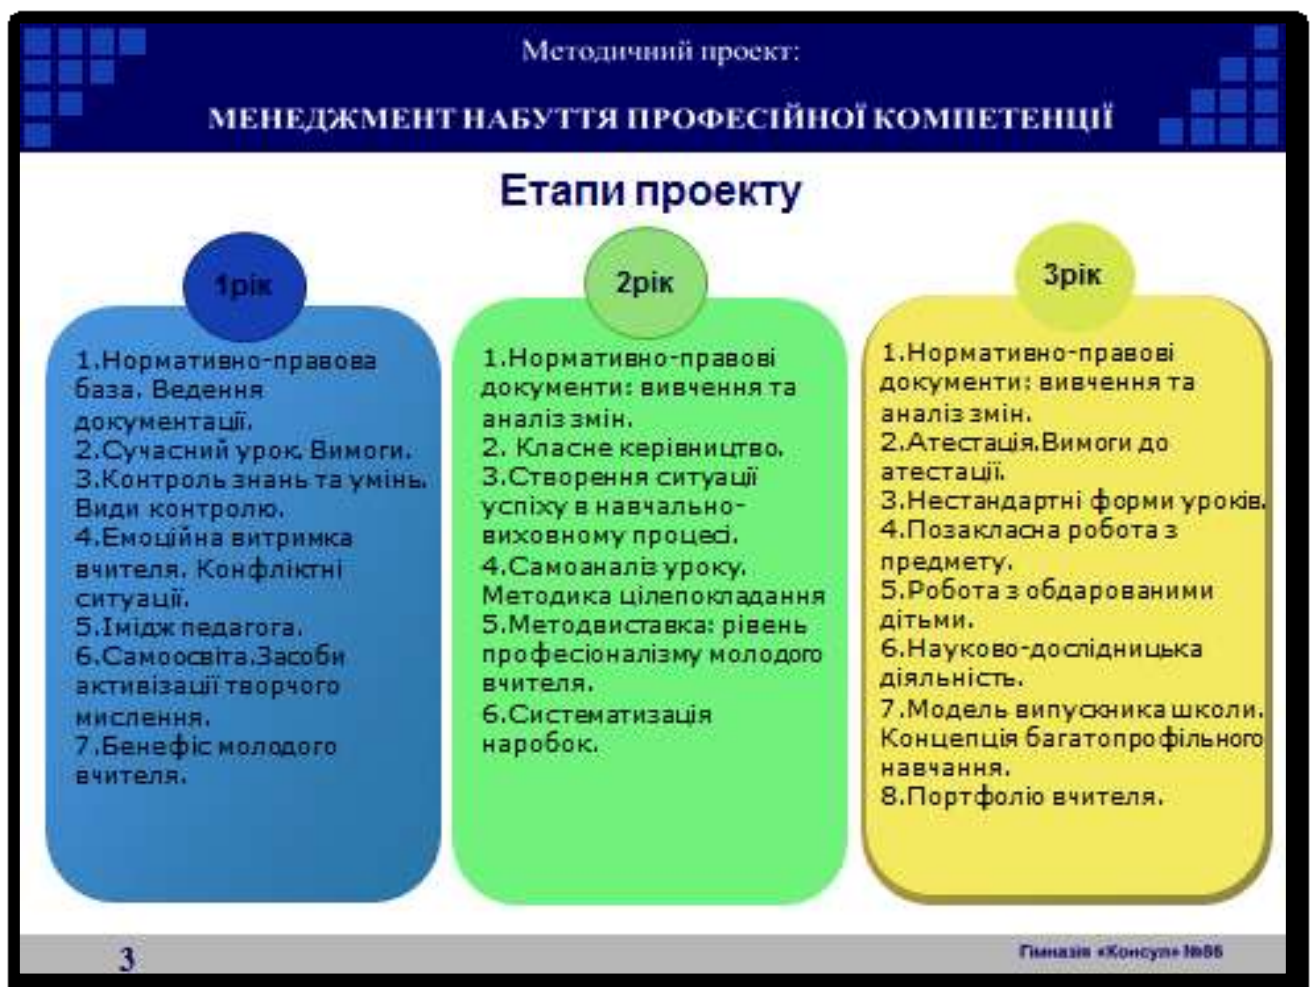 Методичний проект:
МЕНЕДЖМЕНТ НАБУТТЯ ПРОФЕСІЙНОЇ КОМПЕТЕНЦІЇ
Етапи проекту
1рік
1.Нормативно-правова
база. Ведення
документації.
2.Сучасний урок. Вимоги.
3.Контроль знань та умінь.
Види контролю.
4.Емоційна витримка
вчителя. Конфліктні
ситуації.
5.Імідж педагога.
6.Самоосвіта.Засоби
активізації творчого
мислення.
7.Бенефіс молодого
вчителя.
2рік
1.Нормативно-правові
документи: вивчення та
аналіз змін.
2. Класне керівництво.
3.Створення ситуації
успіху в навчально-
виховному процесі.
4.Самоаналіз уроку.
Методика цілепокладання
5.Методвиставка: рівень
професіоналізму молодого
вчителя.
6.Систематизація
наробок.
3рік
1.Нормативно-правові
документи: вивчення та
аналіз змін.
2.Атестація.Вимоги до
атестації.
3.Нестандартні форми уроків.
4.Позакласна робота з
предмету.
5.Робота з обдарованими
дітьми.
6.Науково-дослідницька
діяльність.
7.Модель випускника школи.
Концепція багатопрофільного
навчання.
8.Портфоліо вчителя.
3
Гімназія «Консул» №86